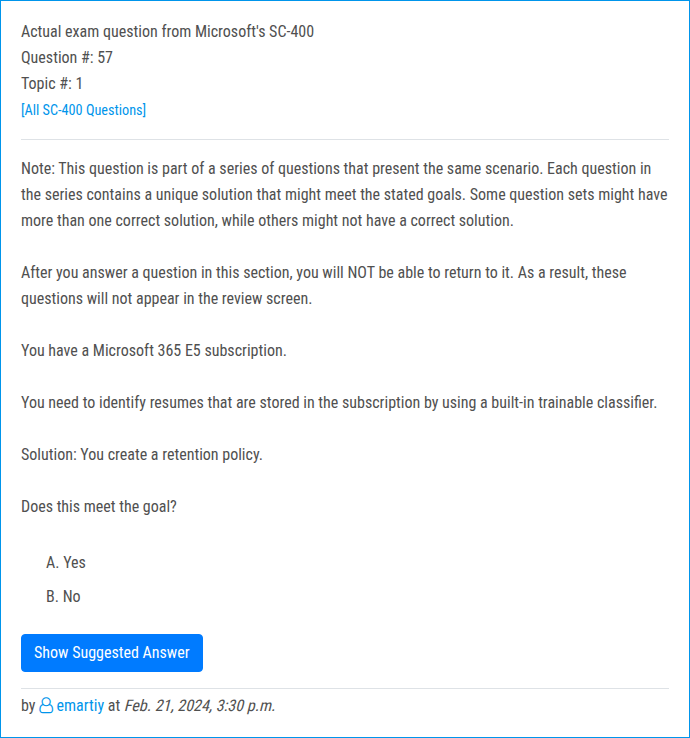 Actual exam question from Microsoft's SC-400
Question #: 57
Topic #: 1
[All SC-400 Questions]
Note: This question is part of a series of questions that present the same scenario. Each question in
the series contains a unique solution that might meet the stated goals. Some question sets might have
more than one correct solution, while others might not have a correct solution.
After you answer a question in this section, you will NOT be able to return to it. As a result, these
questions will not appear in the review screen.
You have a Microsoft 365 E5 subscription.
You need to identify resumes that are stored in the subscription by using a built-in trainable classifier.
Solution: You create a retention policy.
Does this meet the goal?
A. Yes
B. No
Show Suggested Answer
by emartiy at Feb. 21, 2024, 3:30 p.m.